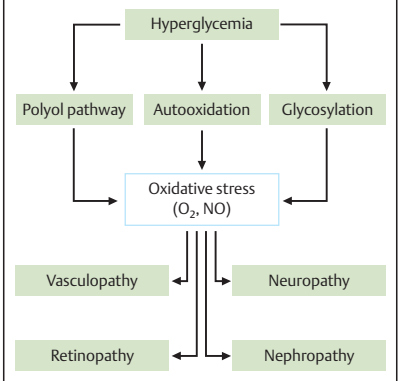 Hyperglycemia
Polyol pathway
Autooxidation
Glycosylation
Oxidative stress
(O₂, NO)
Vasculopathy
Neuropathy
Retinopathy
Nephropathy